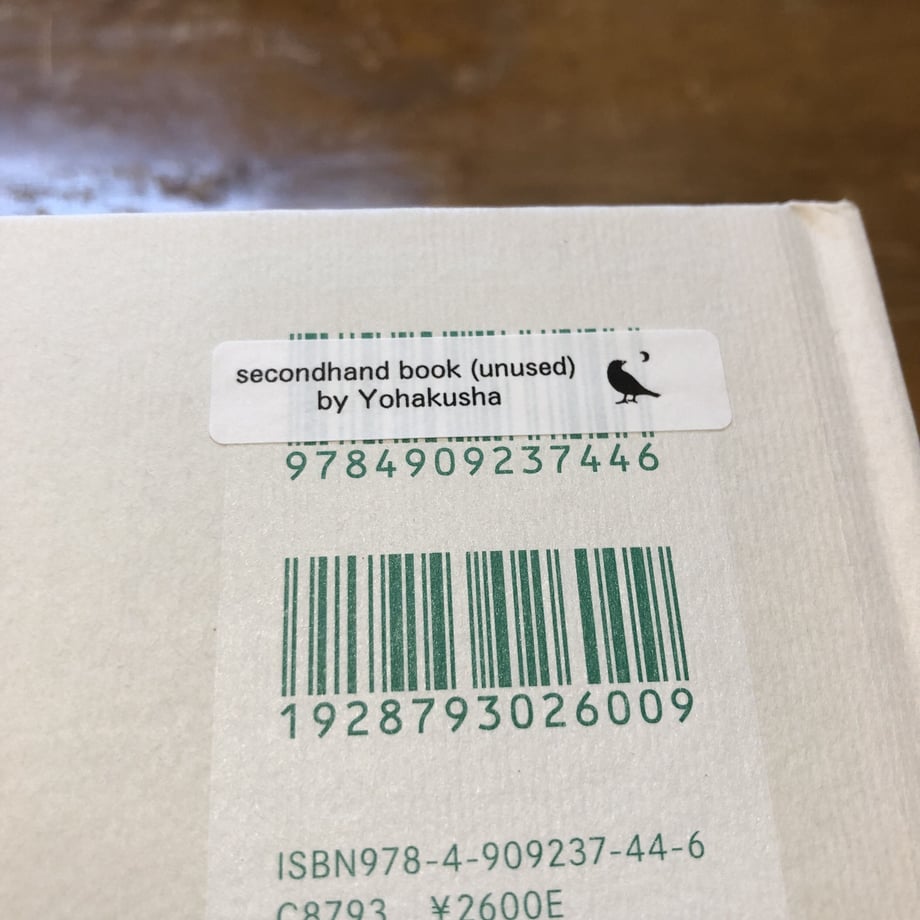 secondhand book (unused)
by Yohakusha
9784909237446
1928793026009
ISBN978-4-909237-44-6
C8793 ¥2600E